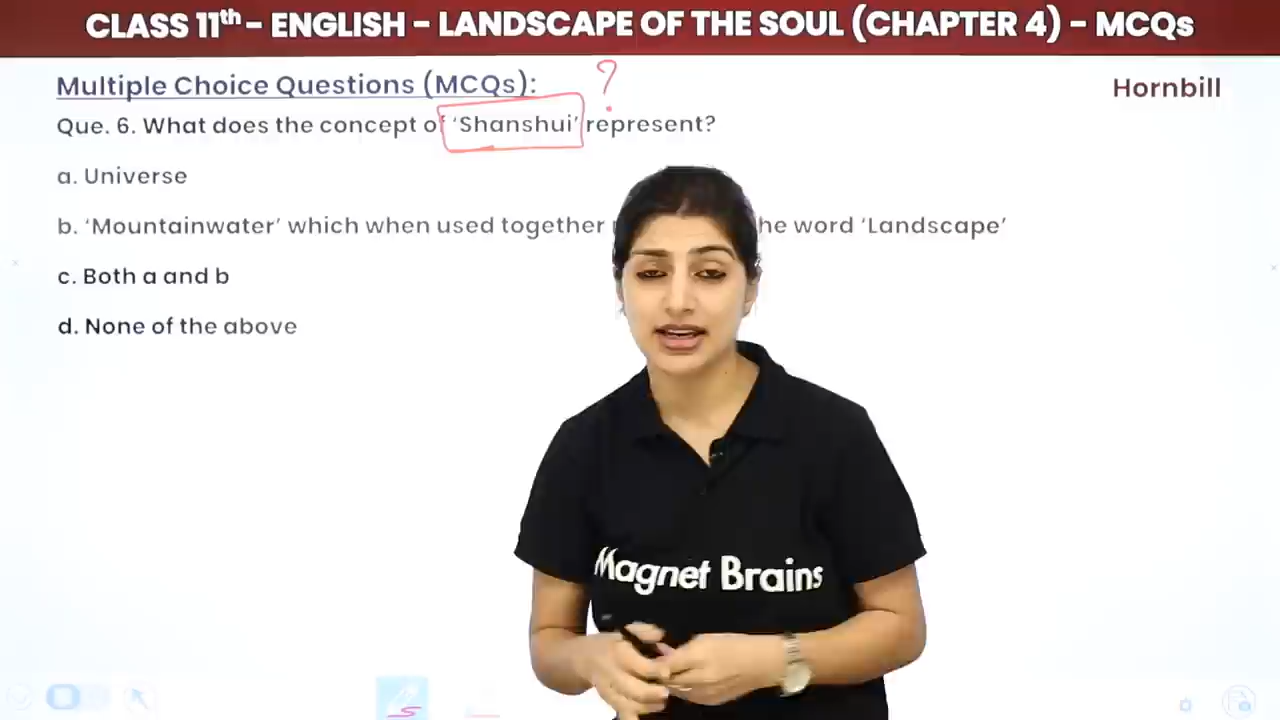 CLASS 11th - ENGLISH - LANDSCAPE OF THE SOUL (CHAPTER 4) - MCQs
Multiple Choice Questions (MCQs): ?
Hornbill
Que. 6. What does the concept of 'Shanshui' represent?
a. Universe
b. 'Mountainwater' which when used together he word 'Landscape'
c. Both a and b
d. None of the above
Magnet Brains